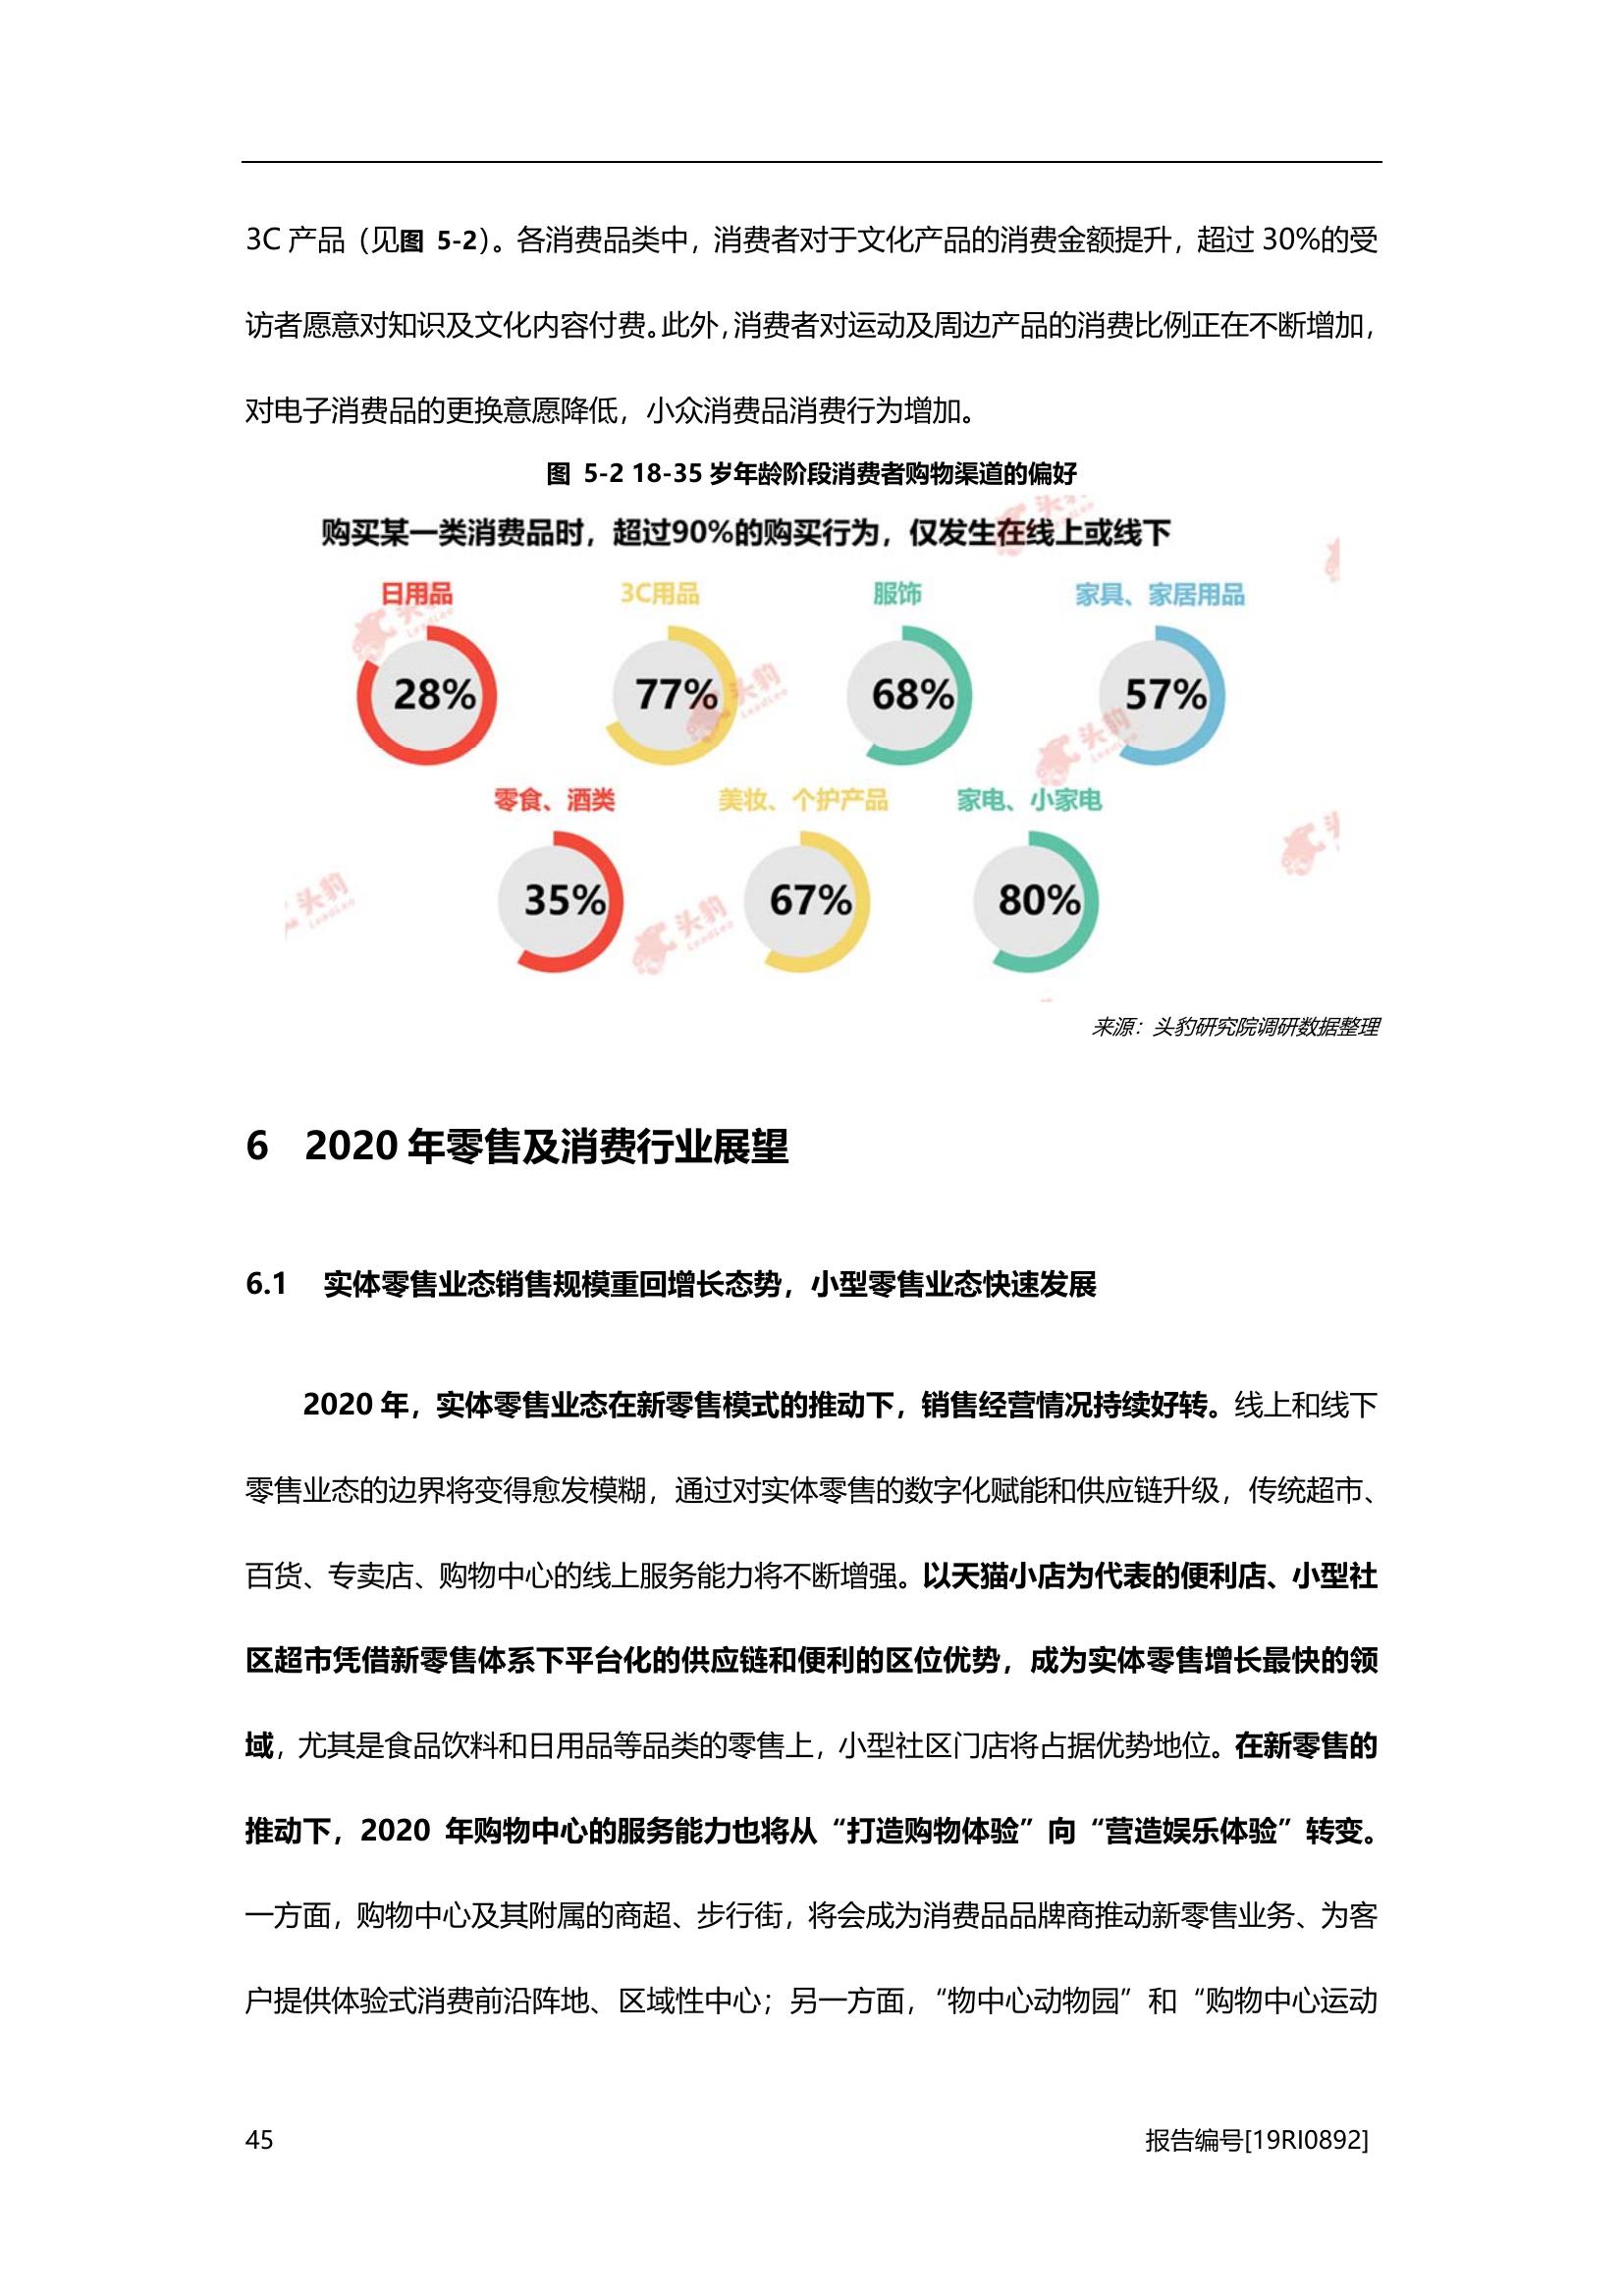 3C 产品（见图 5-2）。各消费品类中，消费者对于文化产品的消费金额提升，超过 30%的受
访者愿意对知识及文化内容付费。此外，消费者对运动及周边产品的消费比例正在不断增加，
对电子消费品的更换意愿降低，小众消费品消费行为增加。
图 5-2 18-35 岁年龄阶段消费者购物渠道的偏好
购买某一类消费品时，超过90%的购买行为，仅发生在线上或线下
日用品 3C用品 服饰 家具、家居用品
28% 77% 68% 57%
零食、酒类 美妆、个护产品 家电、小家电
35% 67% 80%
头豹 LeadLeo
来源：头豹研究院调研数据整理
6 2020 年零售及消费行业展望
6.1 实体零售业态销售规模重回增长态势，小型零售业态快速发展
2020 年，实体零售业态在新零售模式的推动下，销售经营情况持续好转。线上和线下
零售业态的边界将变得愈发模糊，通过对实体零售的数字化赋能和供应链升级，传统超市、
百货、专卖店、购物中心的线上服务能力将不断增强。以天猫小店为代表的便利店、小型社
区超市凭借新零售体系下平台化的供应链和便利的区位优势，成为实体零售增长最快的领
域，尤其是食品饮料和日用品等品类的零售上，小型社区门店将占据优势地位。在新零售的
推动下，2020 年购物中心的服务能力也将从“打造购物体验”向“营造娱乐体验”转变。
一方面，购物中心及其附属的商超、步行街，将会成为消费品品牌商推动新零售业务、为客
户提供体验式消费前沿阵地、区域性中心；另一方面，“物中心动物园”和“购物中心运动
45 报告编号[19RI0892]